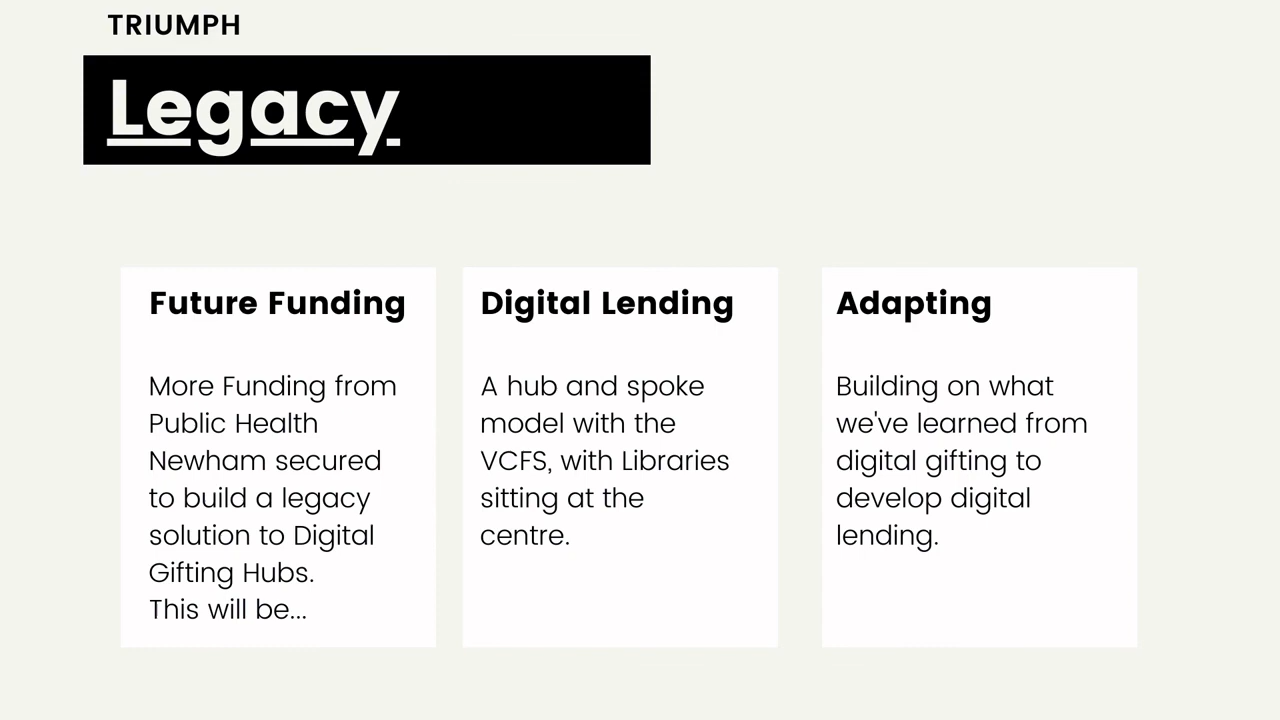 TRIUMPH
Legacy
Future Funding
More Funding from
Public Health
Newham secured
to build a legacy
solution to Digital
Gifting Hubs.
This will be...
Digital Lending
A hub and spoke
model with the
VCFS, with Libraries
sitting at the
centre.
Adapting
Building on what
we've learned from
digital gifting to
develop digital
lending.